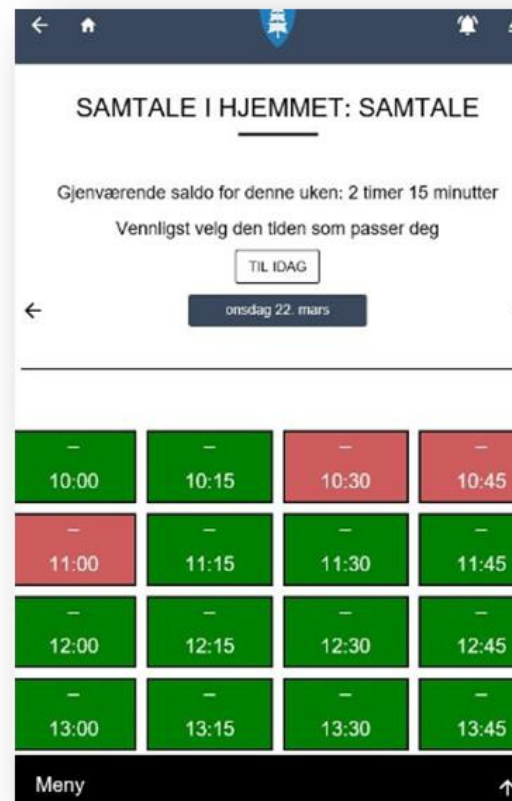 SAMTALE I HJEMMET: SAMTALE
Gjenværende saldo for denne uken: 2 timer 15 minutter
Vennligst velg den tiden som passer deg
TIL IDAG
onsdag 22. mars
10:00 10:15 10:30 10:45
11:00 11:15 11:30 11:45
12:00 12:15 12:30 12:45
13:00 13:15 13:30 13:45
Meny